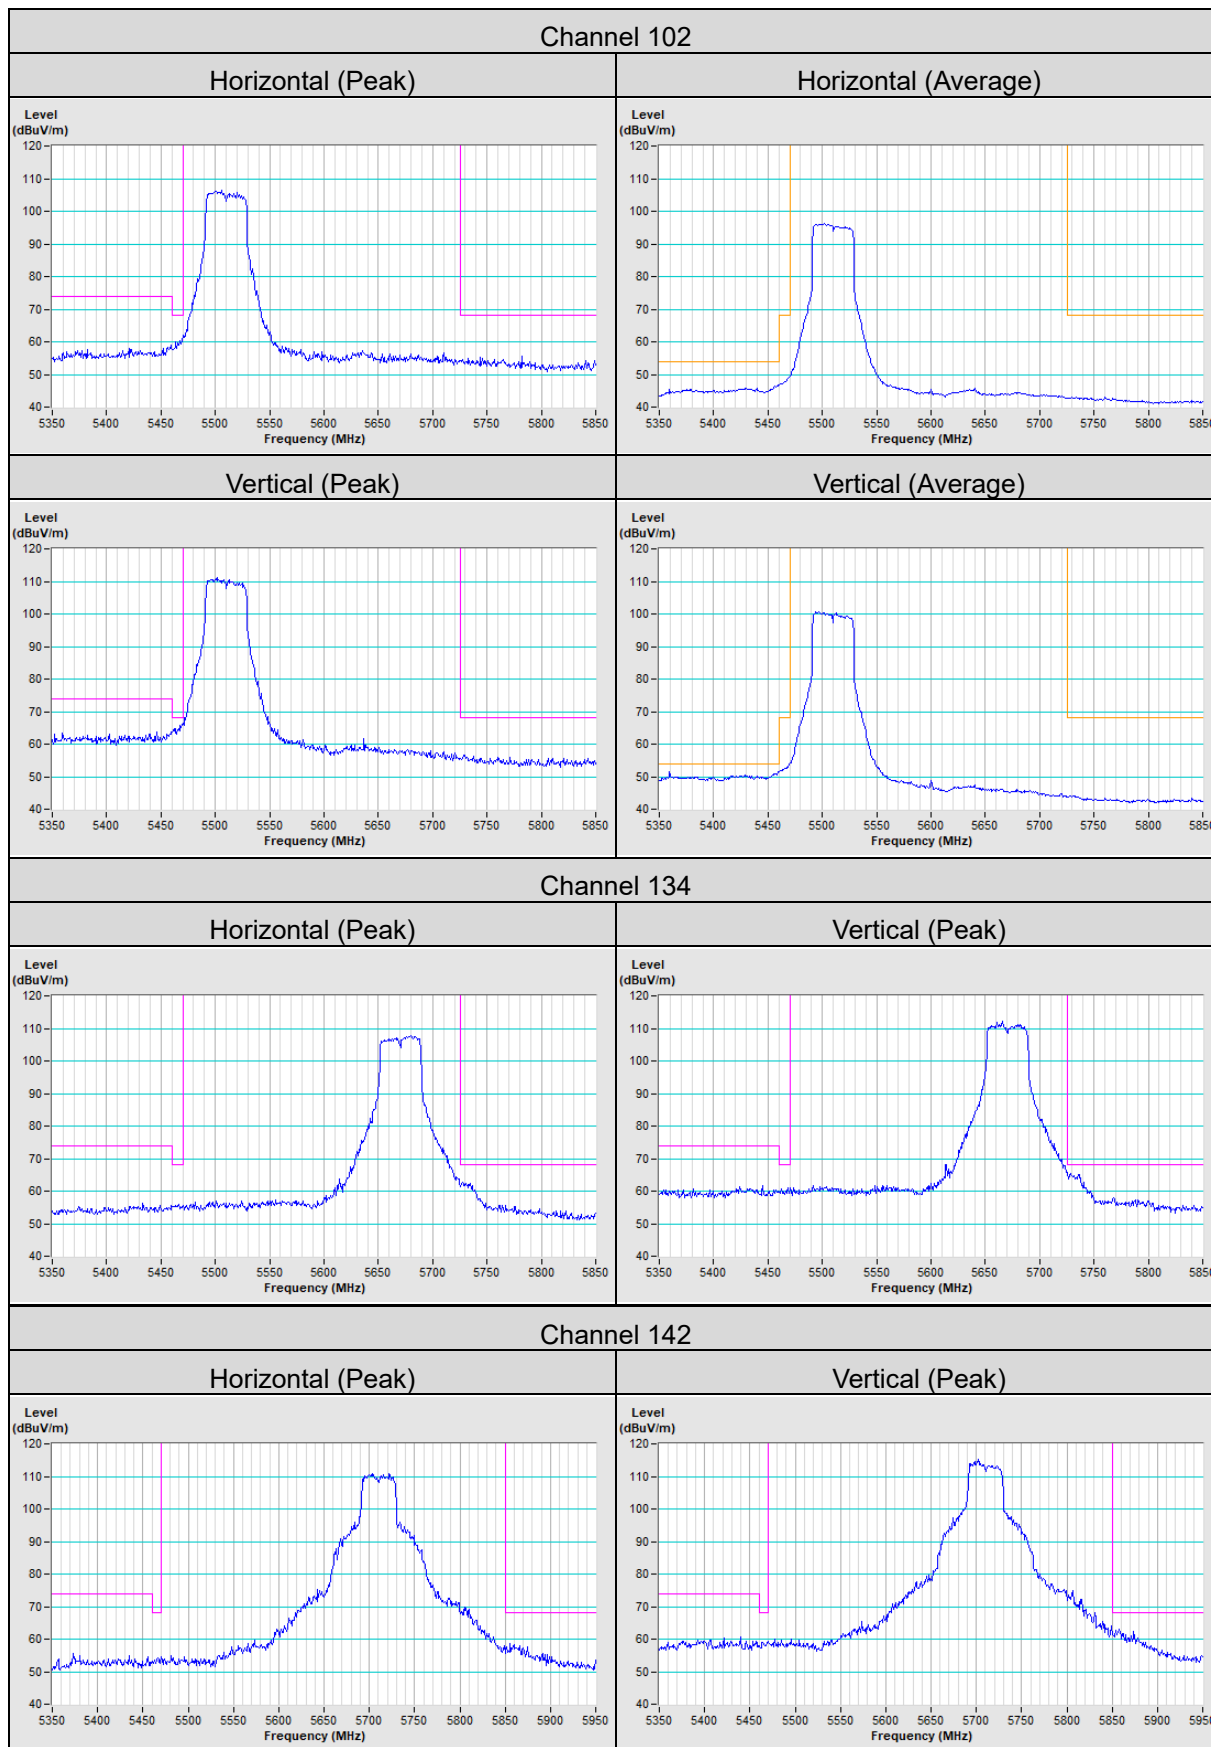 Channel 102
Horizontal (Peak) Horizontal (Average)
Level Level
(dBuV/m) (dBuV/m)
120 120
110 110
100 100
90 90
80 80
70 70
60 60
50 50
40 40
5350 5400 5450 5500 5550 5600 5650 5700 5750 5800 5850 5350 5400 5450 5500 5550 5600 5650 5700 5750 5800 5850
Frequency (MHz) Frequency (MHz)
Vertical (Peak) Vertical (Average)
Level Level
(dBuV/m) (dBuV/m)
120 120
110 110
100 100
90 90
80 80
70 70
60 60
50 50
40 40
5350 5400 5450 5500 5550 5600 5650 5700 5750 5800 5850 5350 5400 5450 5500 5550 5600 5650 5700 5750 5800 5850
Frequency (MHz) Frequency (MHz)
Channel 134
Horizontal (Peak) Vertical (Peak)
Level Level
(dBuV/m) (dBuV/m)
120 120
110 110
100 100
90 90
80 80
70 70
60 60
50 50
40 40
5350 5400 5450 5500 5550 5600 5650 5700 5750 5800 5850 5350 5400 5450 5500 5550 5600 5650 5700 5750 5800 5850
Frequency (MHz) Frequency (MHz)
Channel 142
Horizontal (Peak) Vertical (Peak)
Level Level
(dBuV/m) (dBuV/m)
120 120
110 110
100 100
90 90
80 80
70 70
60 60
50 50
40 40
5350 5400 5450 5500 5550 5600 5650 5700 5750 5800 5850 5900 5950 5350 5400 5450 5500 5550 5600 5650 5700 5750 5800 5850 5900 5950
Frequency (MHz) Frequency (MHz)